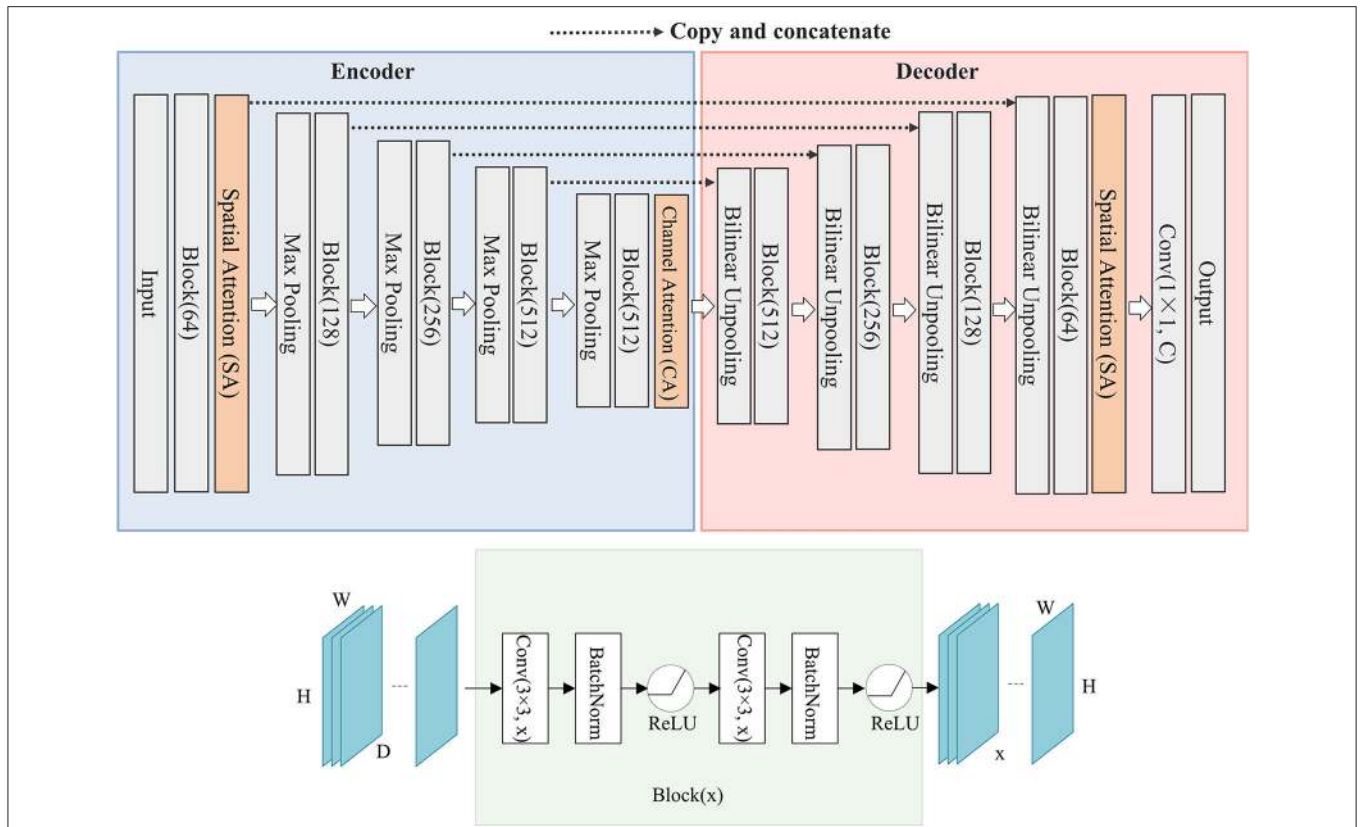 Copy and concatenate
Encoder
Decoder
Input
Block(64)
Spatial Attention (SA)
Max Pooling
Block(128)
Max Pooling
Block(256)
Max Pooling
Block(512)
Max Pooling
Block(512)
Channel Attention (CA)
Bilinear Unpooling
Block(512)
Bilinear Unpooling
Block(256)
Bilinear Unpooling
Block(128)
Bilinear Unpooling
Block(64)
Spatial Attention (SA)
Conv(1×1, C)
Output
W
H
D
...
Conv(3×3, x)
BatchNorm
ReLU
Conv(3×3, x)
BatchNorm
ReLU
W
H
x
...
Block(x)